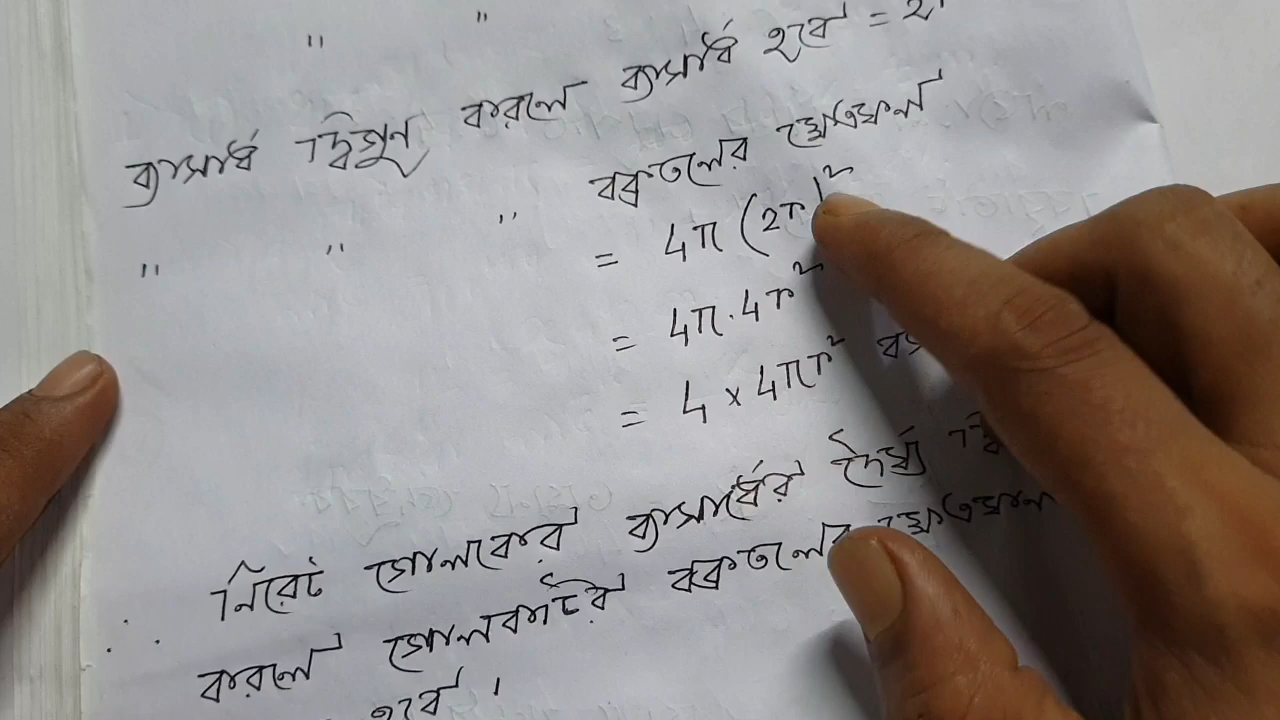 " "
ব্যাসার্ধ দ্বিগুন করলে ব্যাসার্ধ হবে = 2r
" " " বক্রতলের ক্ষেত্রফল
= 4π (2r)²
= 4π.4r²
= 4 × 4πr²
∴ নিরেট গোলকের ব্যাসার্ধের দৈর্ঘ্য
করলে গোলকটির বক্রতলের ক্ষেত্রফল
হবে ।